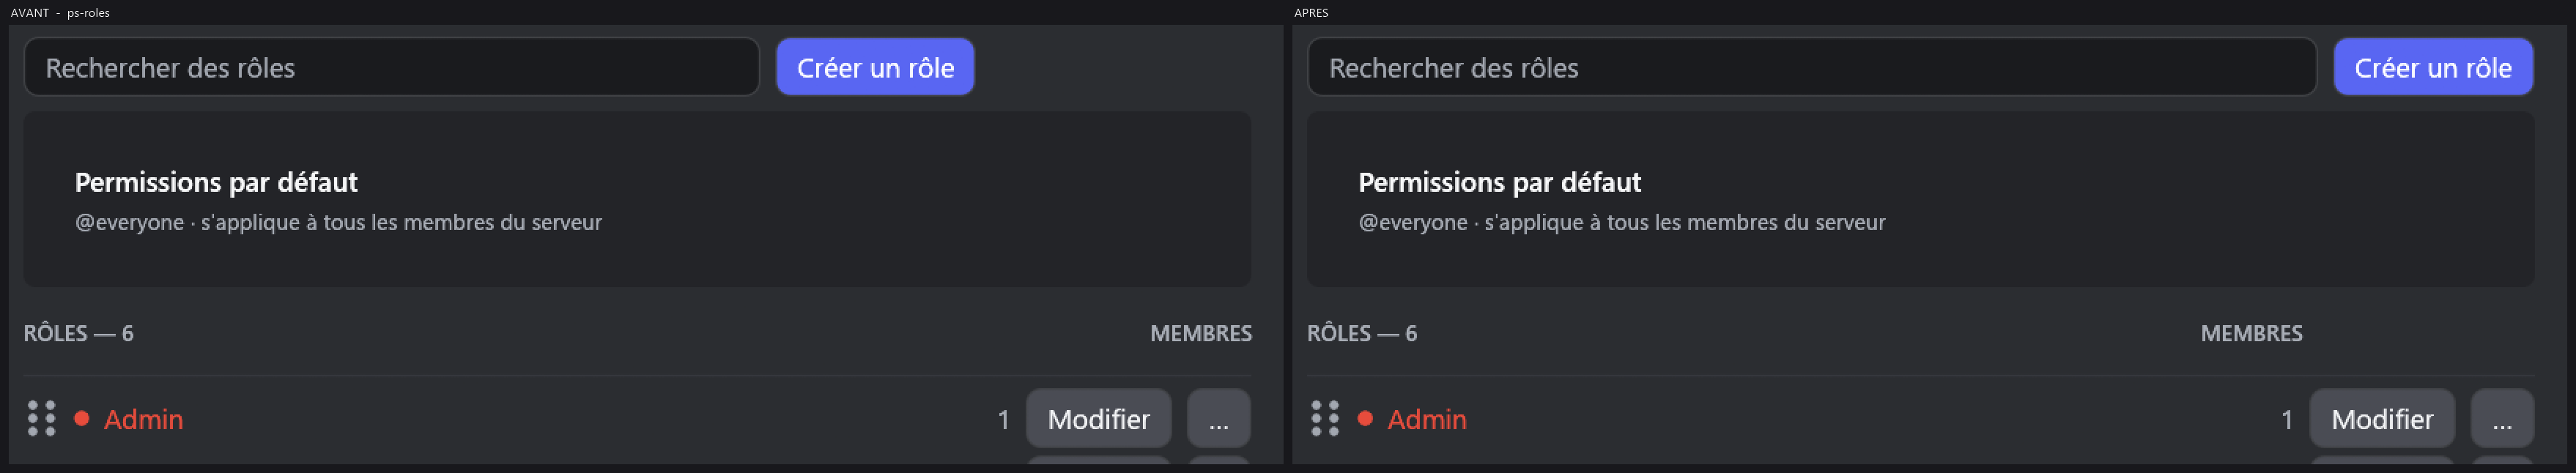 AVANT - ps-roles
Rechercher des rôles
Créer un rôle
Permissions par défaut
@everyone · s'applique à tous les membres du serveur
RÔLES — 6
MEMBRES
Admin
1
Modifier
...
APRES
Rechercher des rôles
Créer un rôle
Permissions par défaut
@everyone · s'applique à tous les membres du serveur
RÔLES — 6
MEMBRES
Admin
1
Modifier
...